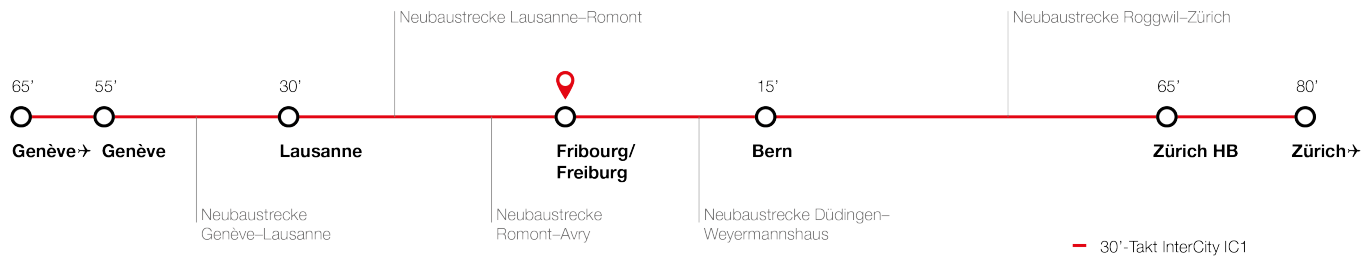 Neubaustrecke Lausanne–Romont
Neubaustrecke Roggwil–Zürich
65’
55’
30’
15’
65’
80’
Genève✈
Genève
Lausanne
Fribourg/
Freiburg
Bern
Zürich HB
Zürich✈
Neubaustrecke
Genève–Lausanne
Neubaustrecke
Romont–Avry
Neubaustrecke Düdingen–
Weyermannshaus
30’-Takt InterCity IC1